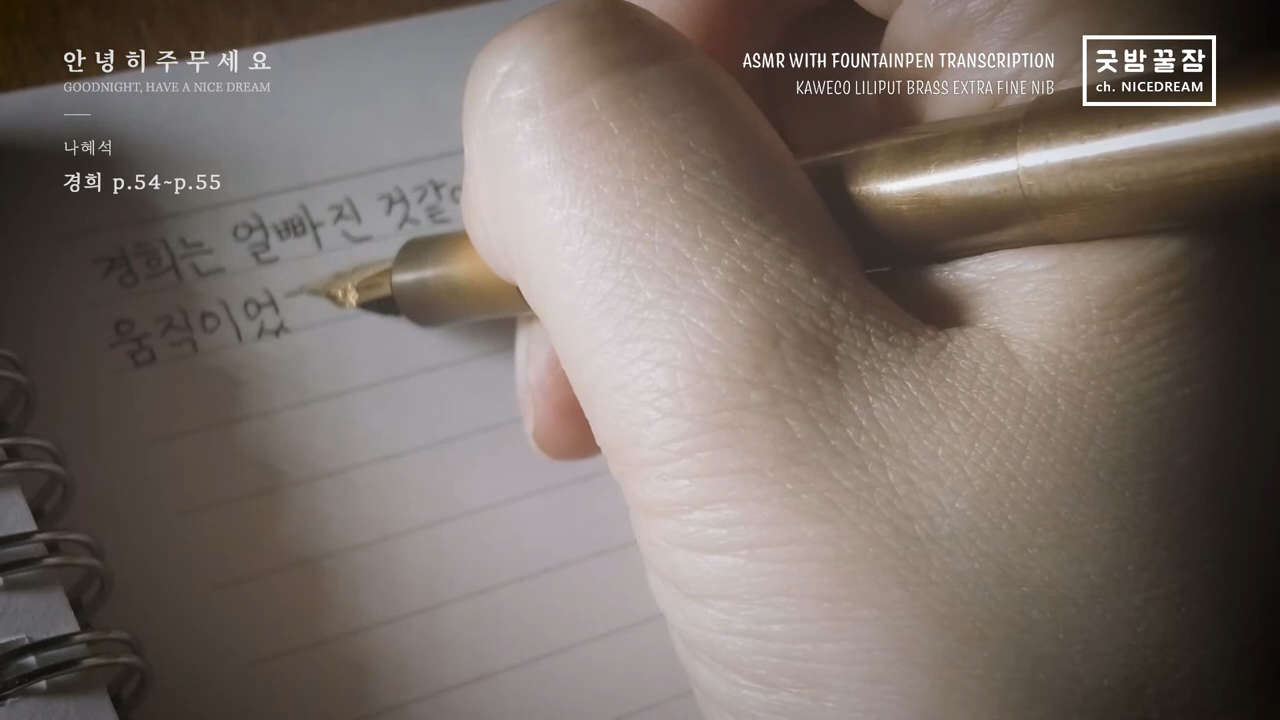 안녕히주무세요
GOODNIGHT, HAVE A NICE DREAM
나혜석
경희 p.54~p.55
ASMR WITH FOUNTAINPEN TRANSCRIPTION
KAWECO LILIPUT BRASS EXTRA FINE NIB
굿밤꿀잠
ch. NICEDREAM
경희는 얼빠진 것같
움직이었